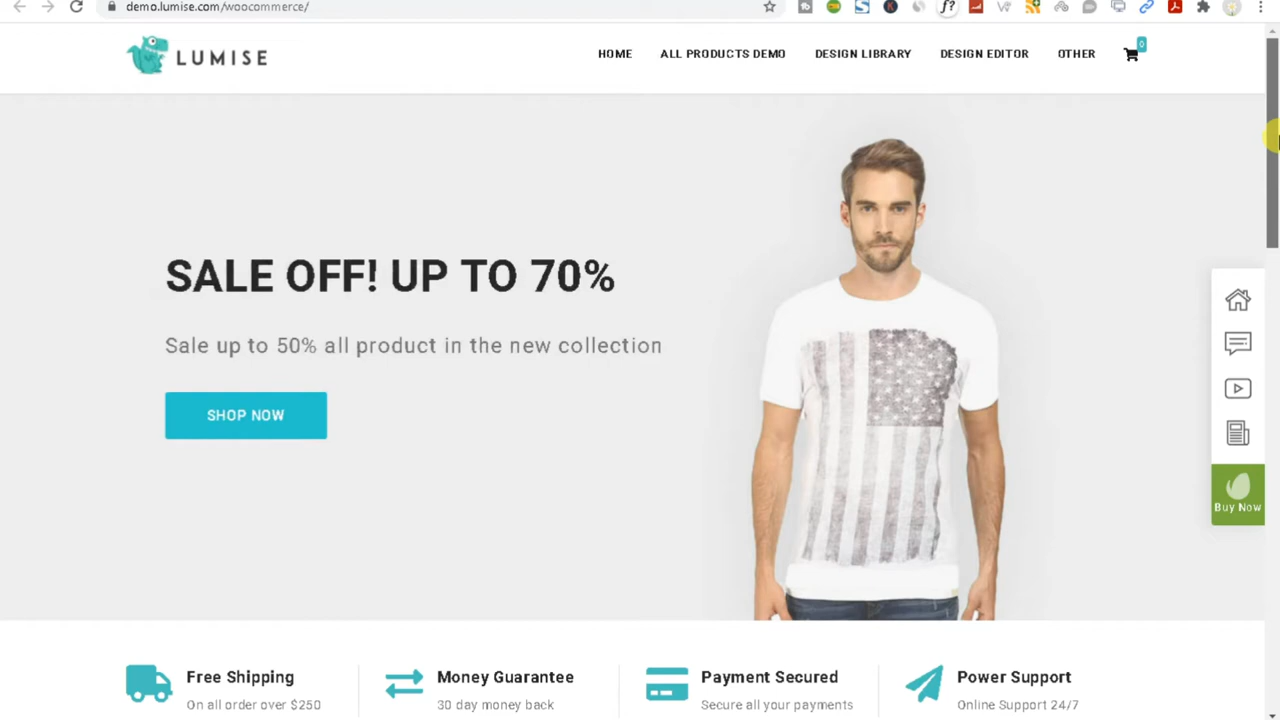 demo.lumise.com/woocommerce/
LUMISE
HOME
ALL PRODUCTS DEMO
DESIGN LIBRARY
DESIGN EDITOR
OTHER
0
SALE OFF! UP TO 70%
Sale up to 50% all product in the new collection
SHOP NOW
Buy Now
Free Shipping
On all order over $250
Money Guarantee
30 day money back
Payment Secured
Secure all your payments
Power Support
Online Support 24/7